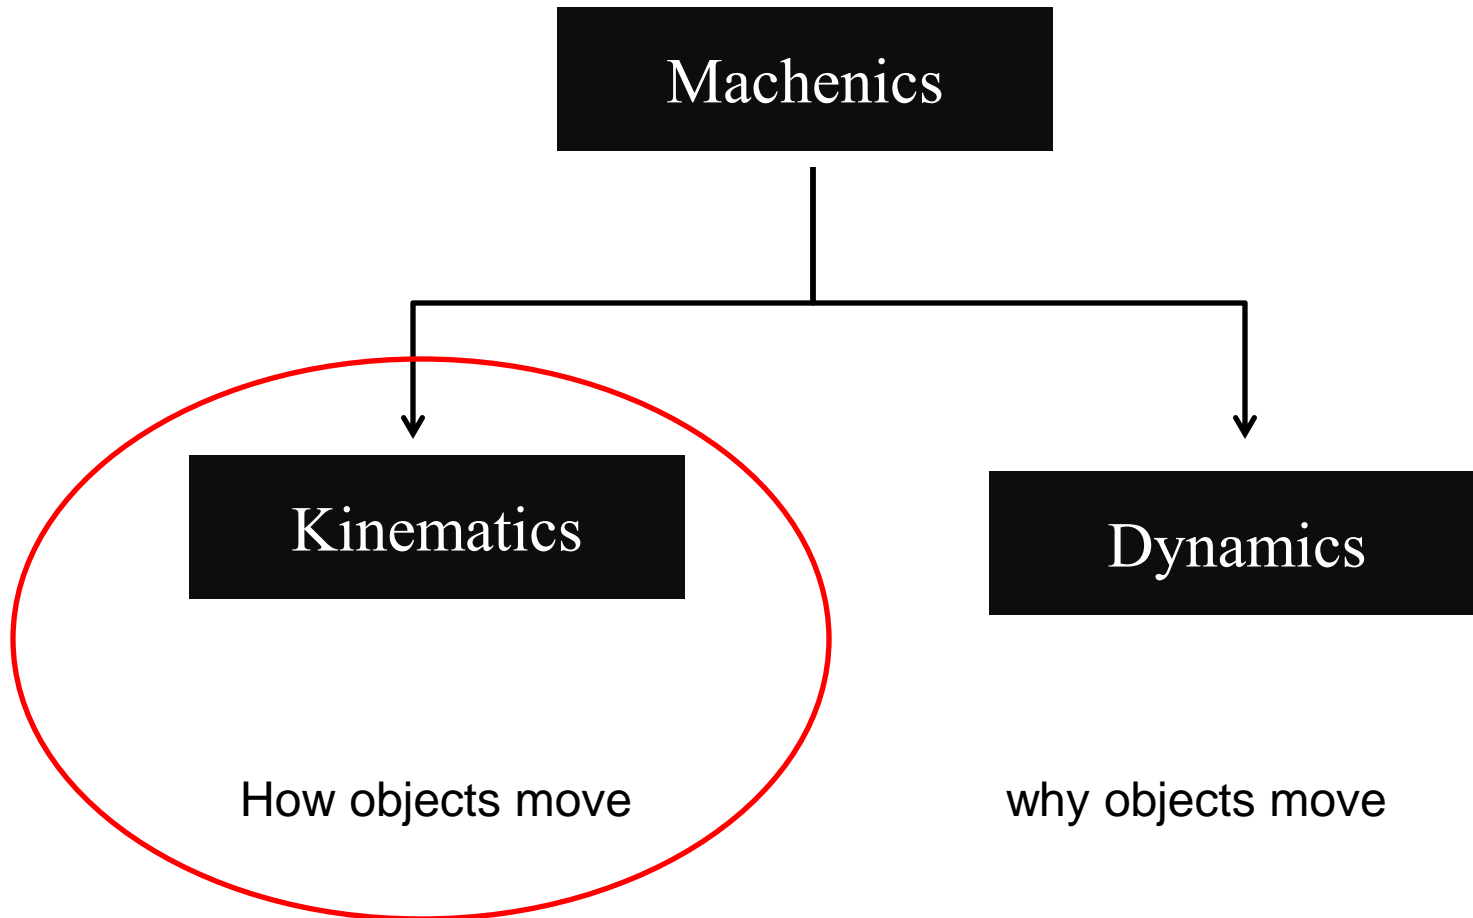 Machenics
Kinematics
Dynamics
How objects move
why objects move